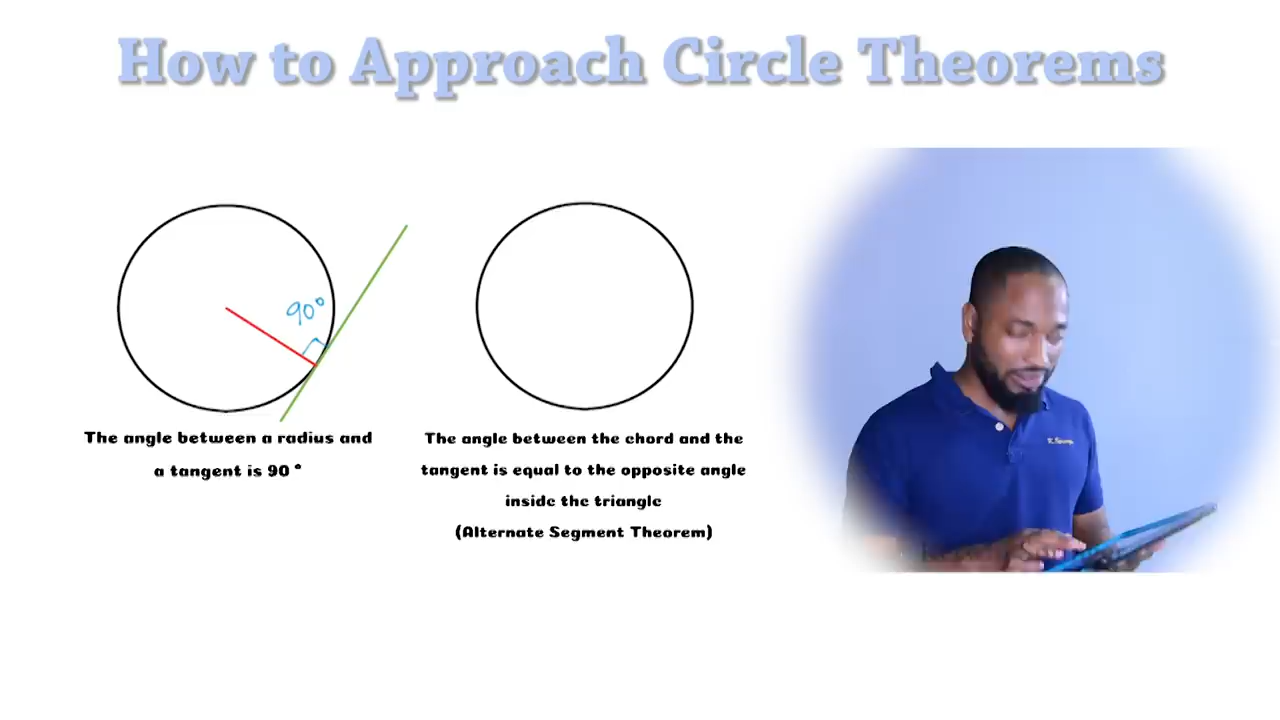 How to Approach Circle Theorems
90°
The angle between a radius and
a tangent is 90°
The angle between the chord and the
tangent is equal to the opposite angle
inside the triangle
(Alternate Segment Theorem)